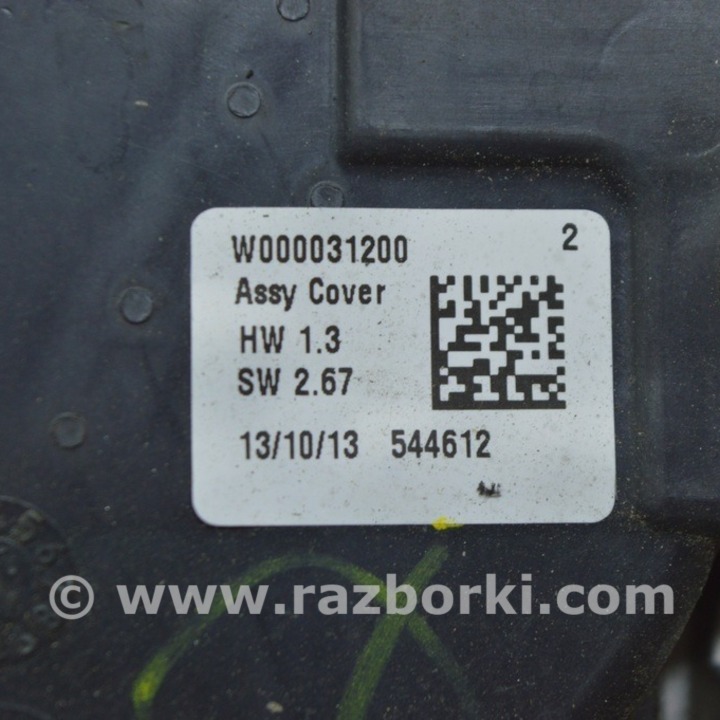 W000031200 2
Assy Cover
HW 1.3
SW 2.67
13/10/13 544612
© www.razborki.com